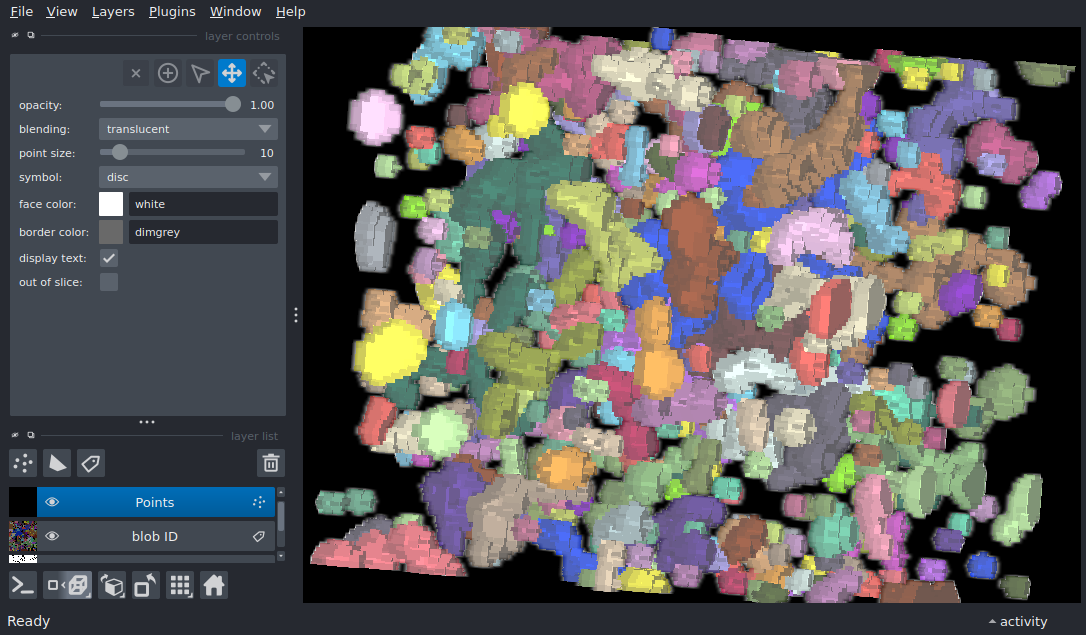 File View Layers Plugins Window Help
layer controls
opacity: 1.00
blending: translucent
point size: 10
symbol: disc
face color: white
border color: dimgrey
display text:
out of slice:
layer list
Points
blob ID
Ready
activity